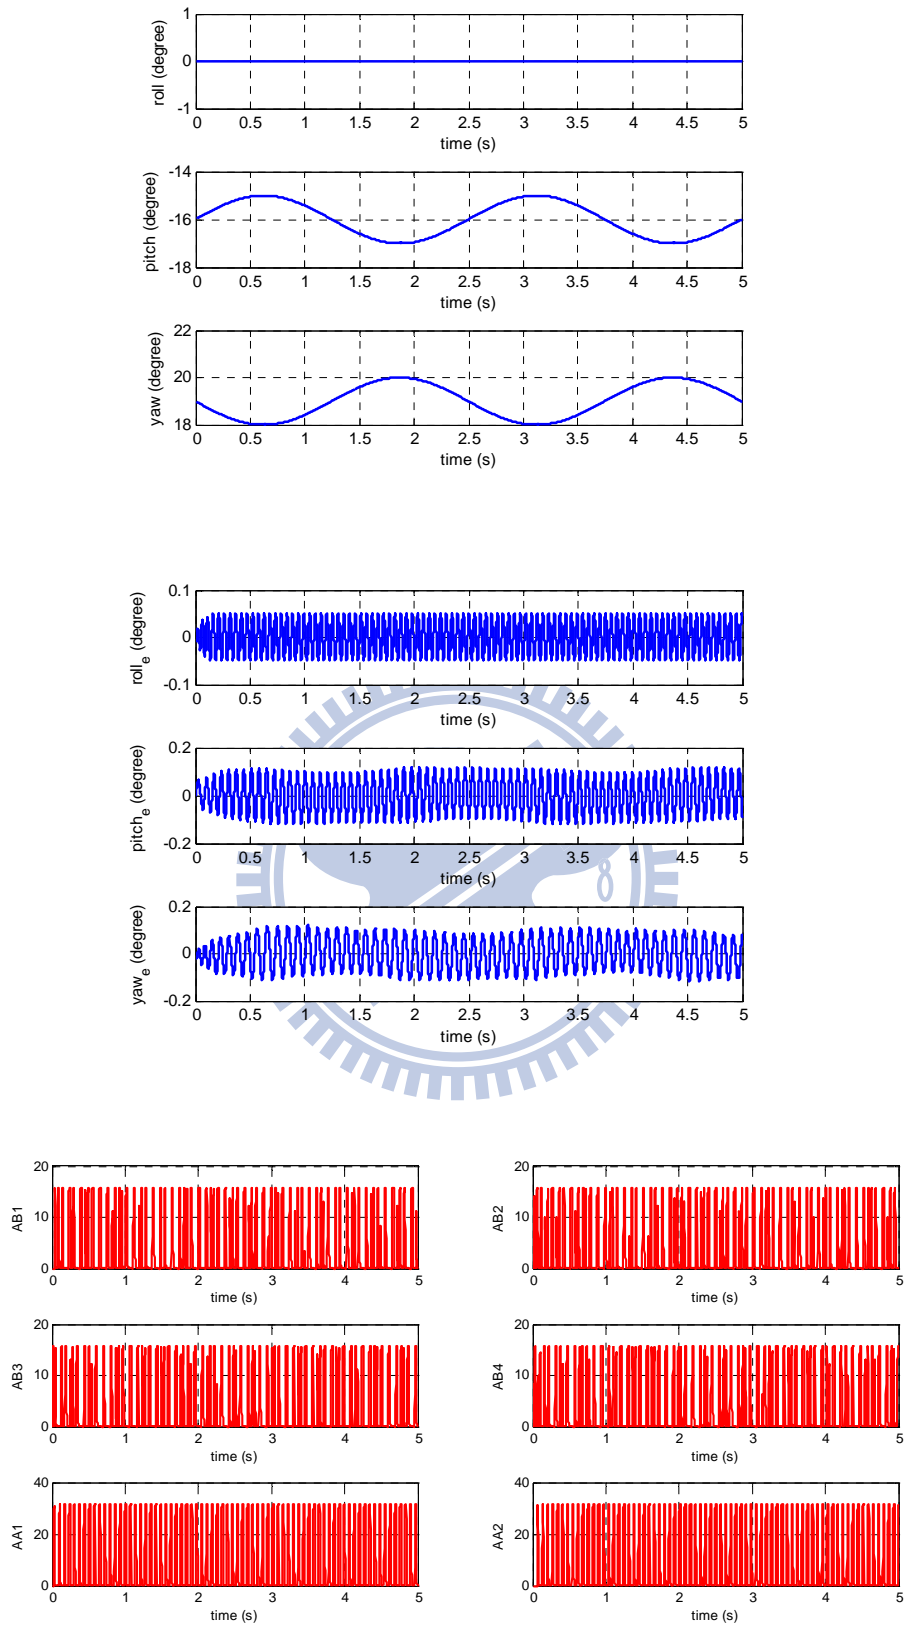 1
0
-1
roll (degree)
0 0.5 1 1.5 2 2.5 3 3.5 4 4.5 5
time (s)
-14
-16
-18
pitch (degree)
0 0.5 1 1.5 2 2.5 3 3.5 4 4.5 5
time (s)
22
20
18
yaw (degree)
0 0.5 1 1.5 2 2.5 3 3.5 4 4.5 5
time (s)
0.1
0
-0.1
roll_e (degree)
0 0.5 1 1.5 2 2.5 3 3.5 4 4.5 5
time (s)
0.2
0
-0.2
pitch_e (degree)
0 0.5 1 1.5 2 2.5 3 3.5 4 4.5 5
time (s)
8
0.2
0
-0.2
yaw_e (degree)
0 0.5 1 1.5 2 2.5 3 3.5 4 4.5 5
time (s)
20
10
0
AB1
0 1 2 3 4 5
time (s)
20
10
0
AB2
0 1 2 3 4 5
time (s)
20
10
0
AB3
0 1 2 3 4 5
time (s)
20
10
0
AB4
0 1 2 3 4 5
time (s)
40
20
0
AA1
0 1 2 3 4 5
time (s)
40
20
0
AA2
0 1 2 3 4 5
time (s)